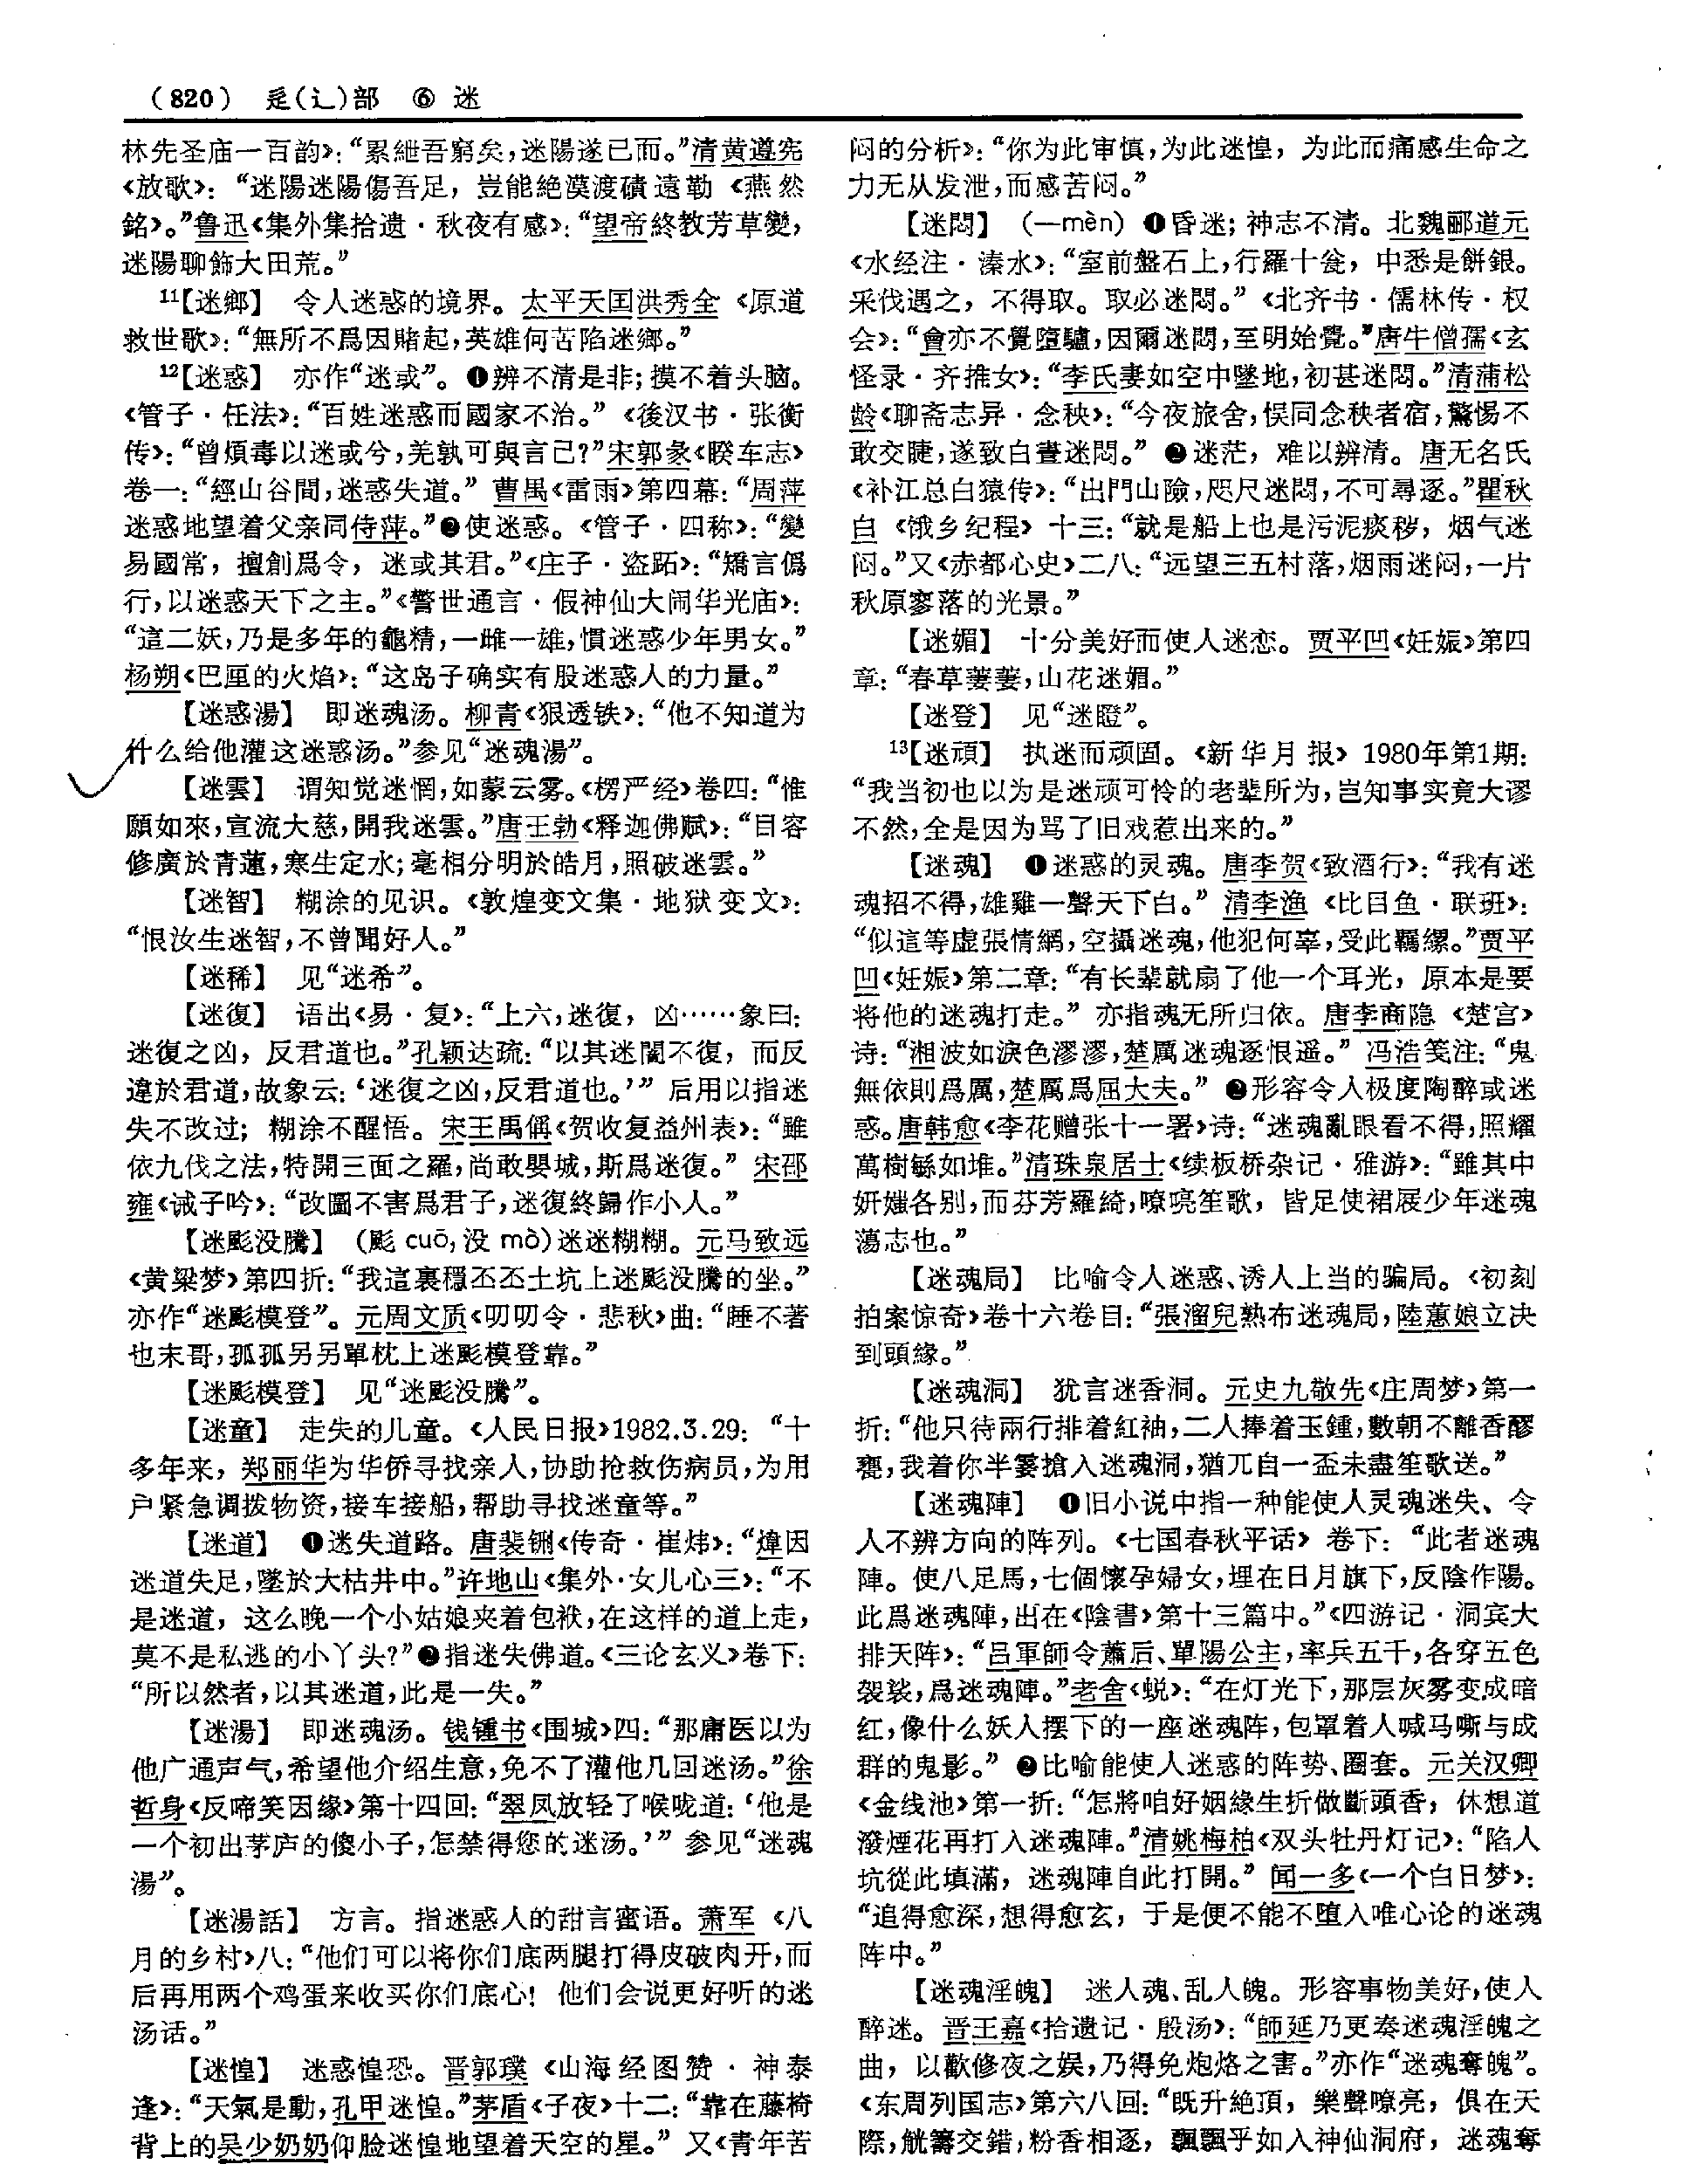 （820） 辵(辶)部 ⑥ 迷
林先圣庙一百韵》：“累紲吾窮矣，迷陽遂已而。”清黄遵宪
《放歌》：“迷陽迷陽傷吾足，豈能絶漠渡磧遠勒《燕然
銘》。”鲁迅《集外集拾遗·秋夜有感》：“望帝終教芳草變，
迷陽聊飾大田荒。”
11【迷鄉】 令人迷惑的境界。太平天囯洪秀全《原道
救世歌》：“無所不爲因賭起，英雄何苦陷迷鄉。”
12【迷惑】 亦作“迷或”。❶辨不清是非；摸不着头脑。
《管子·任法》：“百姓迷惑而國家不治。”《後汉书·张衡
传》：“曾煩毒以迷或兮，羌孰可與言己？”宋郭彖《睽车志》
卷一：“經山谷間，迷惑失道。”曹禺《雷雨》第四幕：“周萍
迷惑地望着父亲同侍萍。”❷使迷惑。《管子·四称》：“變
易國常，擅創爲令，迷或其君。”《庄子·盗跖》：“矯言僞
行，以迷惑天下之主。”《警世通言·假神仙大闹华光庙》：
“這二妖，乃是多年的龜精，一雌一雄，慣迷惑少年男女。”
杨朔《巴厘的火焰》：“这岛子确实有股迷惑人的力量。”
【迷惑湯】 即迷魂汤。柳青《狠透铁》：“他不知道为
什么给他灌这迷惑汤。”参见“迷魂湯”。
【迷雲】 谓知觉迷惘，如蒙云雾。《楞严经》卷四：“惟
願如來，宣流大慈，開我迷雲。”唐王勃《释迦佛赋》：“目容
修廣於青蓮，寒生定水；毫相分明於皓月，照破迷雲。”
【迷智】 糊涂的见识。《敦煌变文集·地狱变文》：
“恨汝生迷智，不曾聞好人。”
【迷稀】 见“迷希”。
【迷復】 语出《易·复》：“上六，迷復，凶……象曰：
迷復之凶，反君道也。”孔颖达疏：“以其迷闇不復，而反
違於君道，故象云：‘迷復之凶，反君道也。’”后用以指迷
失不改过；糊涂不醒悟。宋王禹偁《贺收复益州表》：“雖
依九伐之法，特開三面之羅，尚敢嬰城，斯爲迷復。”宋邵
雍《诫子吟》：“改圖不害爲君子，迷復終歸作小人。”
【迷彪没騰】 (彪 cuō，没 mò)迷迷糊糊。元马致远
《黄粱梦》第四折：“我這裏穩丕丕土坑上迷彪没騰的坐。”
亦作“迷彪模登”。元周文质《叨叨令·悲秋》曲：“睡不著
也末哥，孤孤另另單枕上迷彪模登靠。”
【迷彪模登】 见“迷彪没騰”。
【迷童】 走失的儿童。《人民日报》1982.3.29：“十
多年来，郑丽华为华侨寻找亲人，协助抢救伤病员，为用
户紧急调拨物资，接车接船，帮助寻找迷童等。”
【迷道】 ❶迷失道路。唐裴铏《传奇·崔炜》：“煒因
迷道失足，墜於大枯井中。”许地山《集外·女儿心三》：“不
是迷道，这么晚一个小姑娘夹着包袱，在这样的道上走，
莫不是私逃的小丫头？”❷指迷失佛道。《三论玄义》卷下：
“所以然者，以其迷道，此是一失。”
【迷湯】 即迷魂汤。钱锺书《围城》四：“那庸医以为
他广通声气，希望他介绍生意，免不了灌他几回迷汤。”徐
哲身《反啼笑因缘》第十四回：“翠凤放轻了喉咙道：‘他是
一个初出茅庐的傻小子，怎禁得您的迷汤。’”参见“迷魂
湯”。
【迷湯話】 方言。指迷惑人的甜言蜜语。萧军《八
月的乡村》八：“他们可以将你们底两腿打得皮破肉开，而
后再用两个鸡蛋来收买你们底心！他们会说更好听的迷
汤话。”
【迷惶】 迷惑惶恐。晋郭璞《山海经图赞·神泰
逢》：“天氣是動，孔甲迷惶。”茅盾《子夜》十二：“靠在藤椅
背上的吴少奶奶仰脸迷惶地望着天空的星。”又《青年苦
闷的分析》：“你为此审慎，为此迷惶，为此而痛感生命之
力无从发泄，而感苦闷。”
【迷悶】 (—mèn) ❶昏迷；神志不清。北魏郦道元
《水经注·溱水》：“室前盤石上，行羅十瓮，中悉是餅銀。
采伐遇之，不得取。取必迷悶。”《北齐书·儒林传·权
会》：“會亦不覺墮驢，因爾迷悶，至明始覺。”唐牛僧孺《玄
怪录·齐推女》：“李氏妻如空中墜地，初甚迷悶。”清蒲松
龄《聊斋志异·念秧》：“今夜旅舍，悮同念秧者宿，驚惕不
敢交睫，遂致白晝迷悶。”❷迷茫，难以辨清。唐无名氏
《补江总白猿传》：“出門山險，咫尺迷悶，不可尋逐。”瞿秋
白《饿乡纪程》十三：“就是船上也是污泥痰秽，烟气迷
闷。”又《赤都心史》二八：“远望三五村落，烟雨迷闷，一片
秋原寥落的光景。”
【迷媚】 十分美好而使人迷恋。贾平凹《妊娠》第四
章：“春草萋萋，山花迷媚。”
【迷登】 见“迷瞪”。
13【迷頑】 执迷而顽固。《新华月报》1980年第1期：
“我当初也以为是迷顽可怜的老辈所为，岂知事实竟大谬
不然，全是因为骂了旧戏惹出来的。”
【迷魂】 ❶迷惑的灵魂。唐李贺《致酒行》：“我有迷
魂招不得，雄雞一聲天下白。”清李渔《比目鱼·联班》：
“似這等虚張情網，空攝迷魂，他犯何辜，受此羈縲。”贾平
凹《妊娠》第二章：“有长辈就扇了他一个耳光，原本是要
将他的迷魂打走。”亦指魂无所归依。唐李商隐《楚宫》
诗：“湘波如淚色漻漻，楚厲迷魂逐恨遥。”冯浩笺注：“鬼
無依則爲厲，楚厲爲屈大夫。”❷形容令人极度陶醉或迷
惑。唐韩愈《李花赠张十一署》诗：“迷魂亂眼看不得，照耀
萬樹繇如堆。”清珠泉居士《续板桥杂记·雅游》：“雖其中
妍媸各别，而芬芳羅綺，嘹喨笙歌，皆足使裙屐少年迷魂
蕩志也。”
【迷魂局】 比喻令人迷惑、诱人上当的骗局。《初刻
拍案惊奇》卷十六卷目：“張溜兒熟布迷魂局，陸蕙娘立决
到頭緣。”
【迷魂洞】 犹言迷香洞。元史九敬先《庄周梦》第一
折：“他只待兩行排着紅袖，二人捧着玉鍾，數朝不離香醪
甕，我着你半霎搶入迷魂洞，猶兀自一盃未盡笙歌送。”
【迷魂陣】 ❶旧小说中指一种能使人灵魂迷失、令
人不辨方向的阵列。《七国春秋平话》卷下：“此者迷魂
陣。使八足馬，七個懷孕婦女，埋在日月旗下，反陰作陽。
此爲迷魂陣，出在《陰書》第十三篇中。”《四游记·洞宾大
排天阵》：“吕軍師令蕭后、單陽公主，率兵五千，各穿五色
袈裟，爲迷魂陣。”老舍《蜕》：“在灯光下，那层灰雾变成暗
红，像什么妖人摆下的一座迷魂阵，包罩着人喊马嘶与成
群的鬼影。”❷比喻能使人迷惑的阵势、圈套。元关汉卿
《金线池》第一折：“怎將咱好姻緣生折做斷頭香，休想道
潑煙花再打入迷魂陣。”清姚梅柏《双头牡丹灯记》：“陷人
坑從此填滿，迷魂陣自此打開。”闻一多《一个白日梦》：
“追得愈深，想得愈玄，于是便不能不堕入唯心论的迷魂
阵中。”
【迷魂淫魄】 迷人魂、乱人魄。形容事物美好，使人
醉迷。晋王嘉《拾遗记·殷汤》：“師延乃更奏迷魂淫魄之
曲，以歡修夜之娱，乃得免炮烙之害。”亦作“迷魂奪魄”。
《东周列国志》第六八回：“既升絶頂，樂聲嘹亮，俱在天
際，觥籌交錯，粉香相逐，飄飄乎如入神仙洞府，迷魂奪